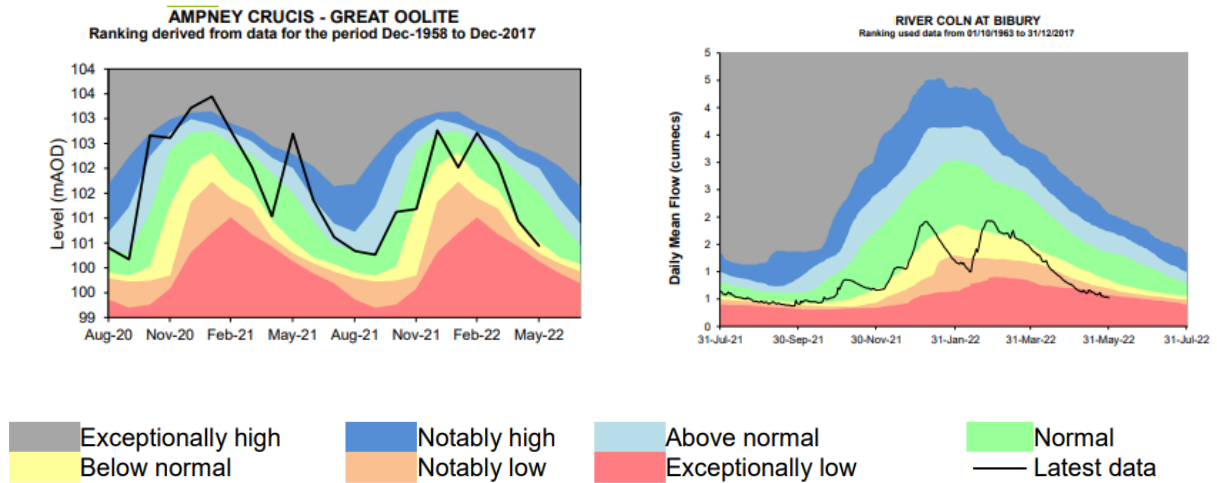 AMPNEY CRUCIS - GREAT OOLITE
Ranking derived from data for the period Dec-1958 to Dec-2017
Level (mAOD)
104
104
103
103
102
102
101
101
100
100
99
Aug-20 Nov-20 Feb-21 May-21 Aug-21 Nov-21 Feb-22 May-22
RIVER COLN AT BIBURY
Ranking used data from 01/10/1963 to 31/12/2017
Daily Mean Flow (cumecs)
5
5
4
4
3
3
2
2
1
1
0
31-Jul-21 30-Sep-21 30-Nov-21 31-Jan-22 31-Mar-22 31-May-22 31-Jul-22
Exceptionally high Notably high Above normal Normal
Below normal Notably low Exceptionally low Latest data